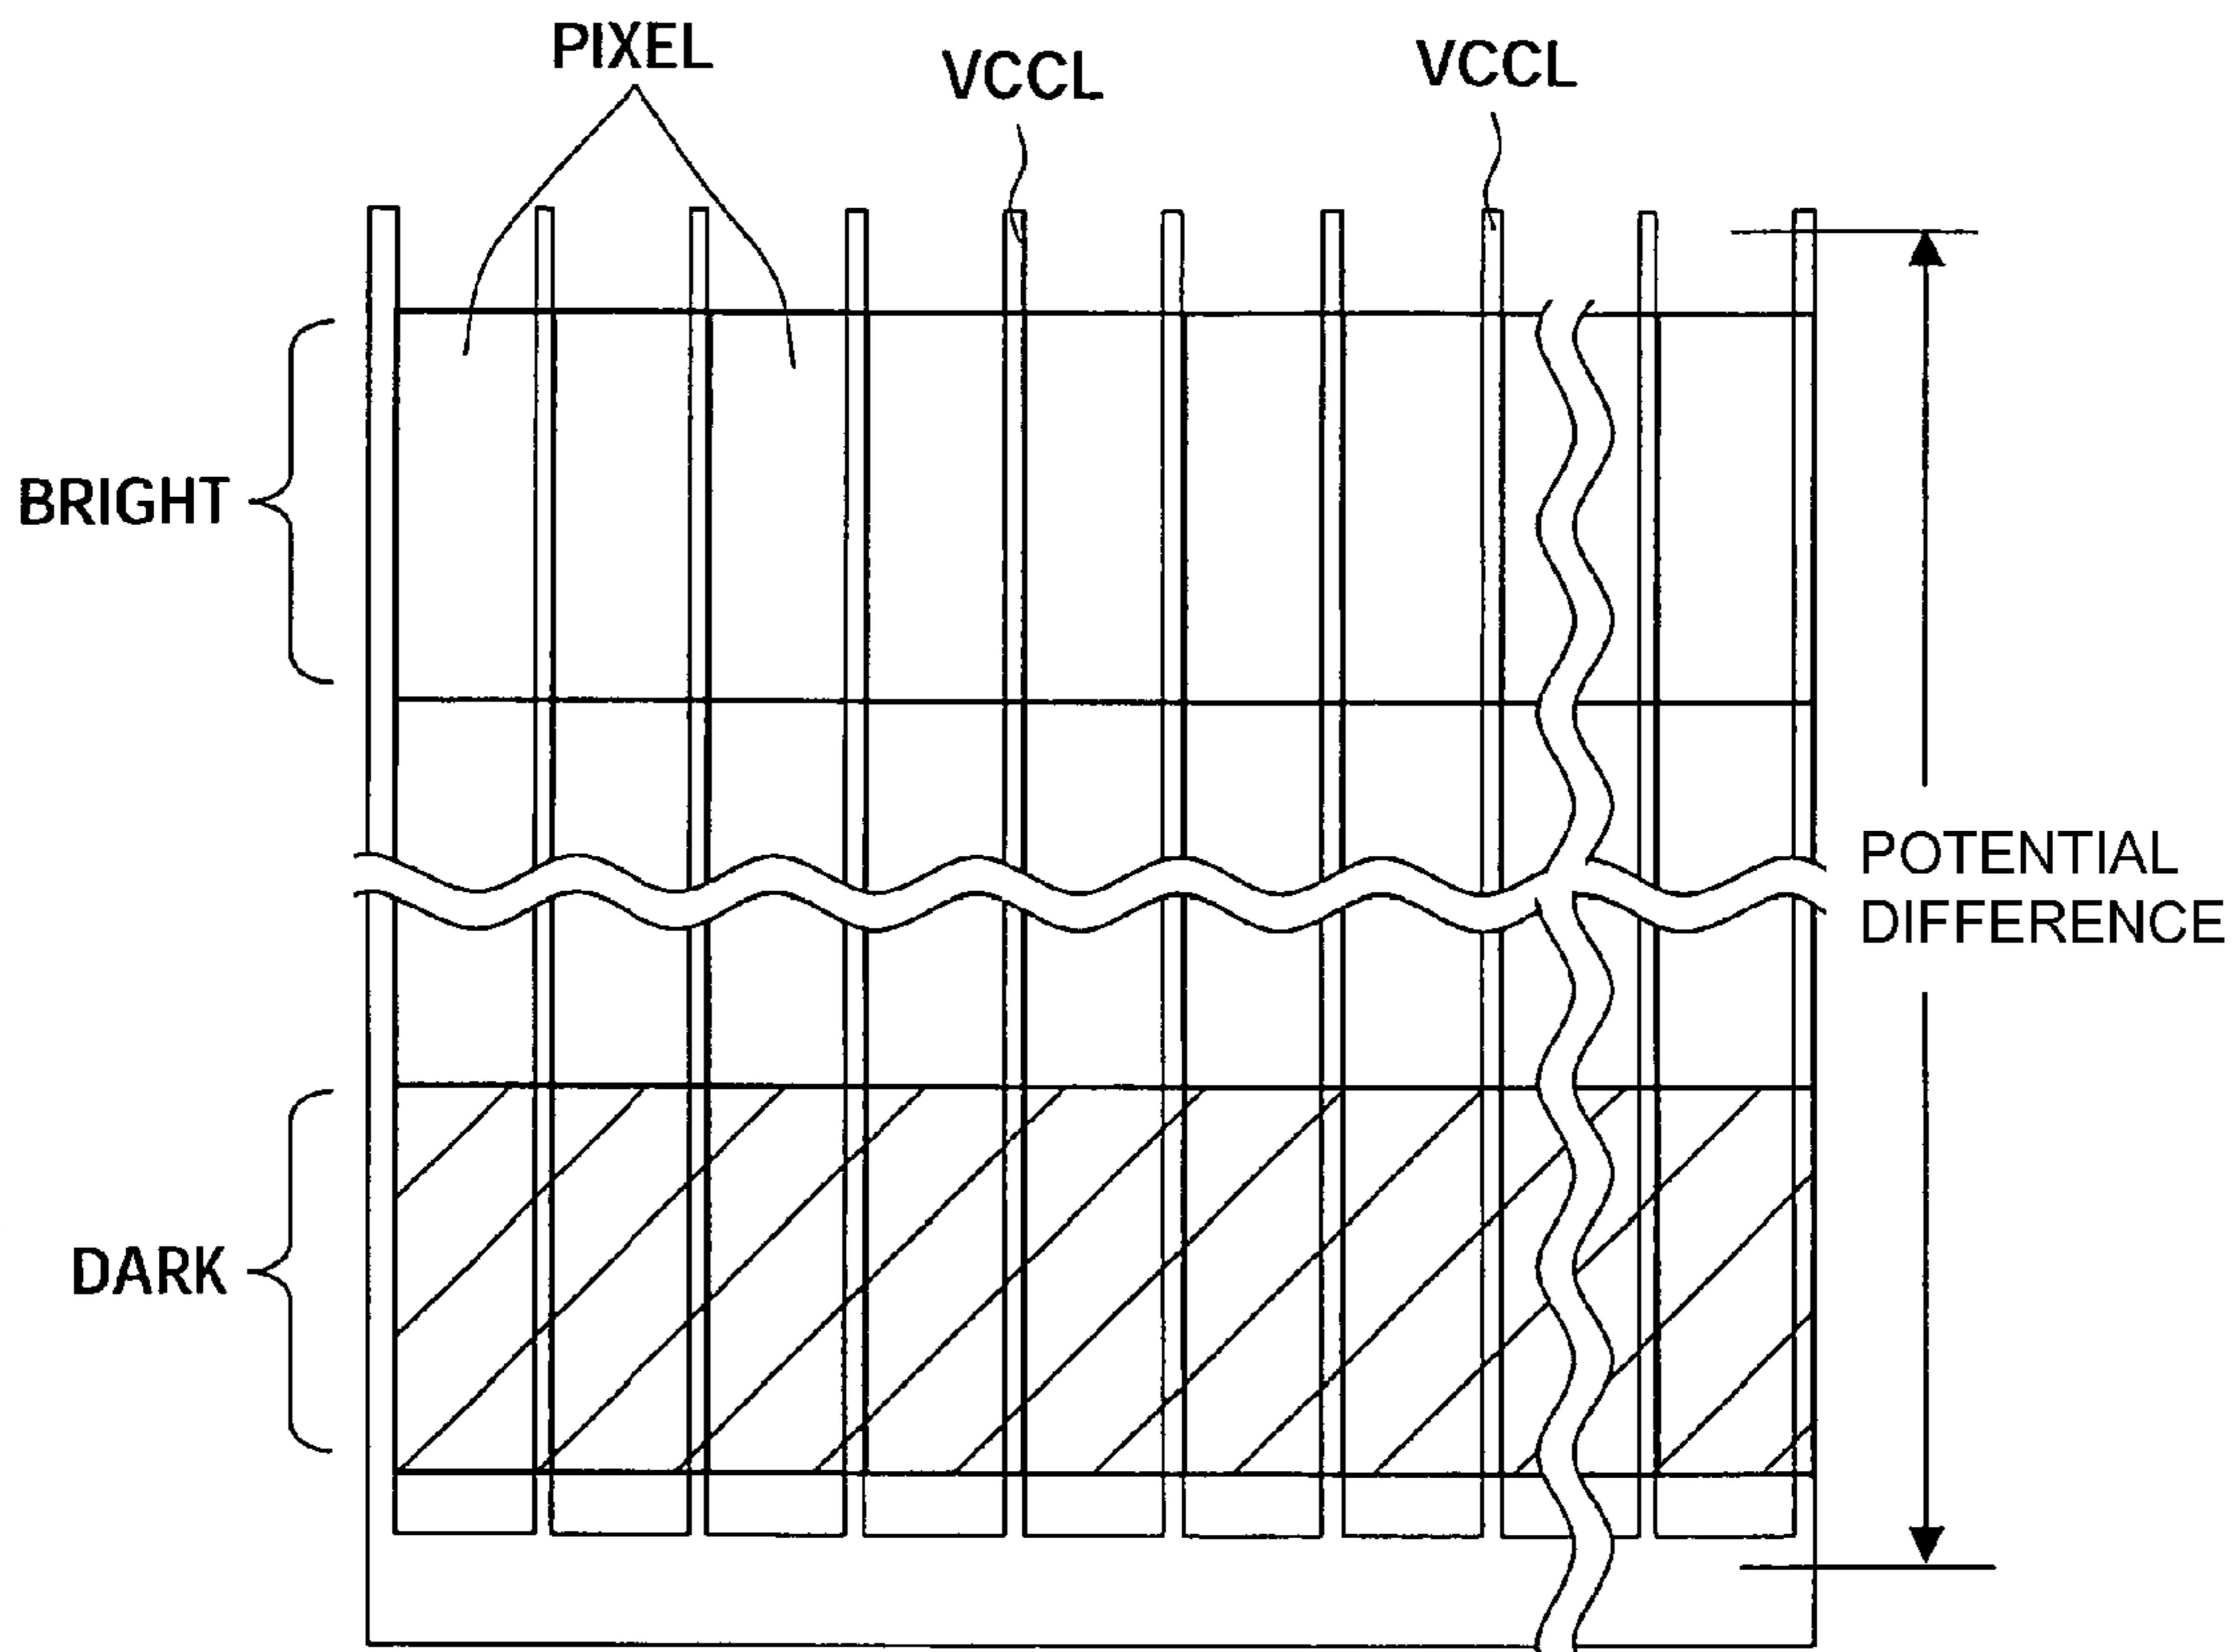 PIXEL
VCCL
VCCL
BRIGHT
POTENTIAL
DIFFERENCE
DARK